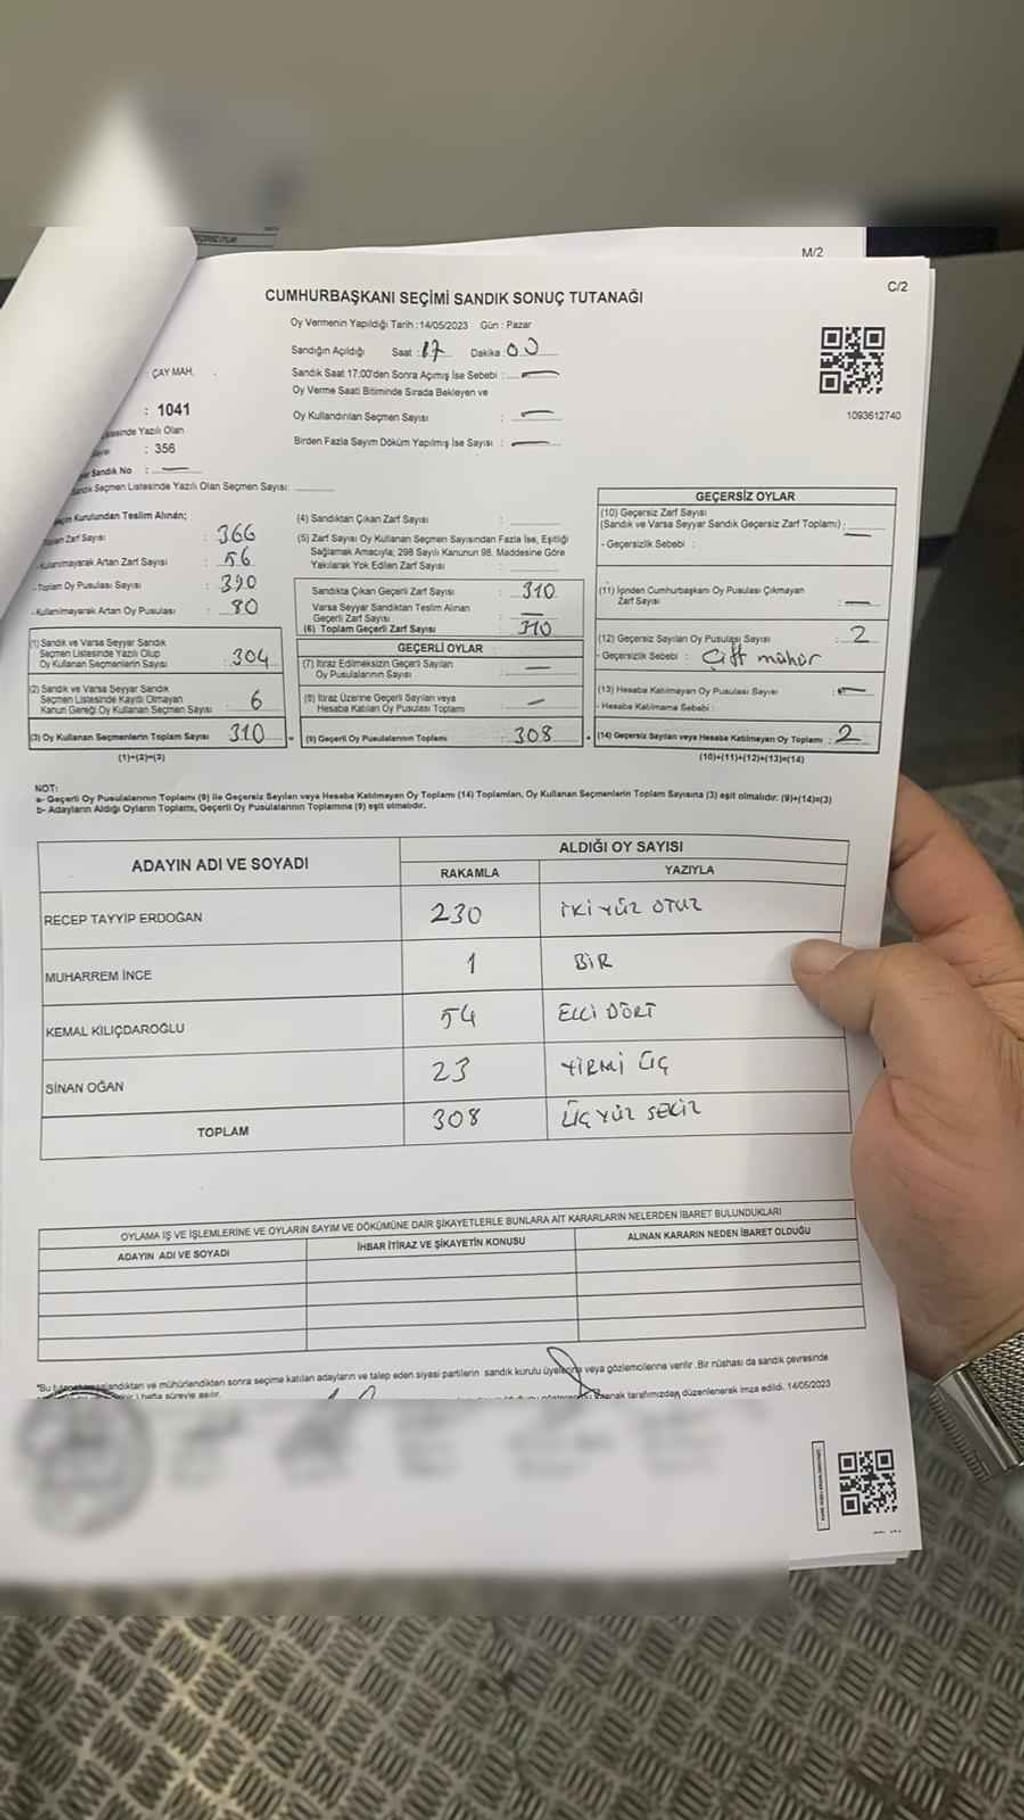 M/2
C/2
CUMHURBAŞKANI SEÇİMİ SANDIK SONUÇ TUTANAĞI
Oy Vermenin Yapıldığı Tarih :14/05/2023 Gün : Pazar
Sandığın Açıldığı Saat : 17 Dakika : 00
ÇAY MAH.
Sandık Saat 17:00'den Sonra Açılmış İse Sebebi :
Oy Verme Saati Bitiminde Sırada Bekleyen ve
Oy Kullandırılan Seçmen Sayısı :
Birden Fazla Sayım Döküm Yapılmış İse Sayısı :
1093612740
: 1041
Listesinde Yazılı Olan
: 356
Sandık No :
Sandık Seçmen Listesinde Yazılı Olan Seçmen Sayısı:
Kurulundan Teslim Alınan;
Zarf Sayısı : 366
Kullanılmayarak Artan Zarf Sayısı : 56
-Toplam Oy Pusulası Sayısı : 390
- Kullanılmayarak Artan Oy Pusulası : 80
(1) Sandık ve Varsa Seyyar Sandık
Seçmen Listesinde Yazılı Olup
Oy Kullanan Seçmenlerin Sayısı : 304
(2) Sandık ve Varsa Seyyar Sandık
Seçmen Listesinde Kayıtlı Olmayan
Kanun Gereği Oy Kullanan Seçmen Sayısı 6
(3) Oy Kullanan Seçmenlerin Toplam Sayısı 310
(1)+(2)=(3)
(4) Sandıktan Çıkan Zarf Sayısı :
(5) Zarf Sayısı Oy Kullanan Seçmen Sayısından Fazla İse, Eşitliği
Sağlamak Amacıyla; 298 Sayılı Kanunun 98. Maddesine Göre
Yakılarak Yok Edilen Zarf Sayısı :
Sandıkta Çıkan Geçerli Zarf Sayısı : 310
Varsa Seyyar Sandıktan Teslim Alınan
Geçerli Zarf Sayısı :
(6) Toplam Geçerli Zarf Sayısı : 310
GEÇERLİ OYLAR
(7) İtiraz Edilmeksizin Geçerli Sayılan
Oy Pusulalarının Sayısı :
(8) İtiraz Üzerine Geçerli Sayılan veya
Hesaba Katılan Oy Pusulası Toplamı :
(9) Geçerli Oy Pusulalarının Toplamı : 308
GEÇERSİZ OYLAR
(10) Geçersiz Zarf Sayısı
(Sandık ve Varsa Seyyar Sandık Geçersiz Zarf Toplamı) :
- Geçersizlik Sebebi :
(11) İçinden Cumhurbaşkanı Oy Pusulası Çıkmayan
Zarf Sayısı :
(12) Geçersiz Sayılan Oy Pusulası Sayısı : 2
- Geçersizlik Sebebi : Çift mühür
(13) Hesaba Katılmayan Oy Pusulası Sayısı :
- Hesaba Katılmama Sebebi :
(14) Geçersiz Sayılan veya Hesaba Katılmayan Oy Toplamı : 2
(10)+(11)+(12)+(13)=(14)
NOT:
a- Geçerli Oy Pusulalarının Toplamı (9) ile Geçersiz Sayılan veya Hesaba Katılmayan Oy Toplamı (14) Toplamları, Oy Kullanan Seçmenlerin Toplam Sayısına (3) eşit olmalıdır. (9)+(14)=(3)
b- Adayların Aldığı Oyların Toplamı, Geçerli Oy Pusulalarının Toplamına (9) eşit olmalıdır.
ADAYIN ADI VE SOYADI ALDIĞI OY SAYISI
RAKAMLA YAZIYLA
RECEP TAYYİP ERDOĞAN 230 İKİ YÜZ OTUZ
MUHARREM İNCE 1 BİR
KEMAL KILIÇDAROĞLU 54 ELLİ DÖRT
SİNAN OĞAN 23 YİRMİ ÜÇ
TOPLAM 308 ÜÇ YÜZ SEKİZ
OYLAMA İŞ VE İŞLEMLERİNE VE OYLARIN SAYIM VE DÖKÜMÜNE DAİR ŞİKAYETLERLE BUNLARA AİT KARARLARIN NELERDEN İBARET BULUNDUKLARI
ADAYIN ADI VE SOYADI İHBAR İTİRAZ VE ŞİKAYETİN KONUSU ALINAN KARARIN NEDEN İBARET OLDUĞU
ve mühürlendikten sonra seçime katılan adayların ve talep eden siyasi partilerin sandık kurulu üyelerine veya gözlemcilerine verilir. Bir nüshası da sandık çevresinde
hafta süreyle asılır. tarafımızdan düzenlenerek imza edildi. 14/05/2023